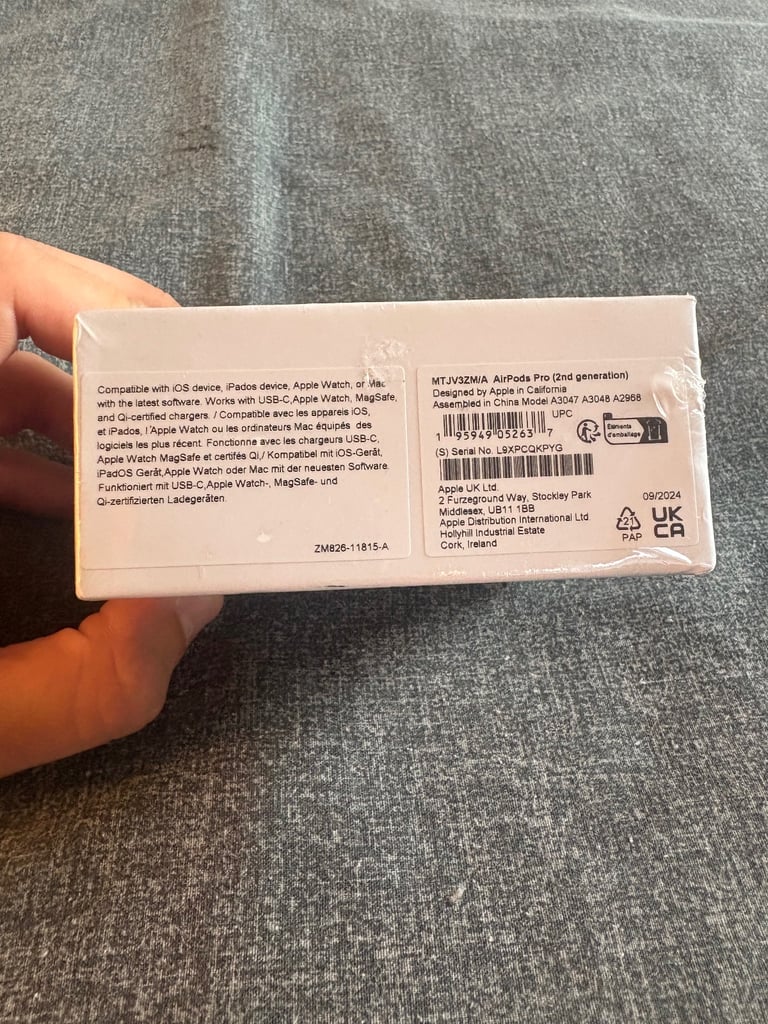 Compatible with iOS device, iPados device, Apple Watch, or Mac
with the latest software. Works with USB-C,Apple Watch, MagSafe,
and Qi-certified chargers. / Compatible avec les appareis iOS,
et iPados, l'Apple Watch ou les ordinateurs Mac équipés des
logiciels les plus récent. Fonctionne avec les chargeurs USB-C,
Apple Watch MagSafe et certifés Qi,/ Kompatibel mit iOS-Gerät,
iPadOS Gerät,Apple Watch oder Mac mit der neuesten Software.
Funktioniert mit USB-C,Apple Watch-, MagSafe- und
Qi-zertifizierten Ladegeräten.
ZM826-11815-A
MTJV3ZM/A AirPods Pro (2nd generation)
Designed by Apple in California
Assembled in China Model A3047 A3048 A2968
UPC
1 95949 05263 7
Éléments
d'emballage
(S) Serial No. L9XPCQKPYG
Apple UK Ltd.
2 Furzeground Way, Stockley Park
Middlesex, UB11 1BB
Apple Distribution International Ltd.
Hollyhill Industrial Estate
Cork, Ireland
09/2024
21
PAP
UK
CA